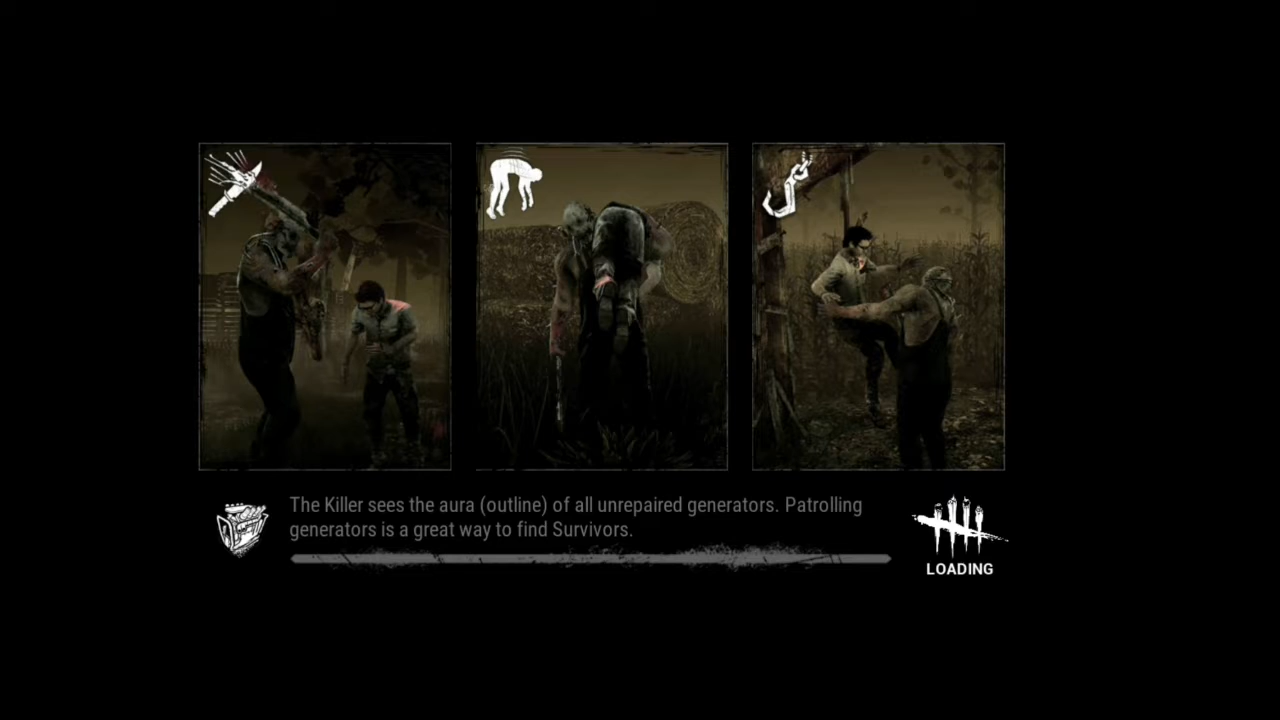 The Killer sees the aura (outline) of all unrepaired generators. Patrolling
generators is a great way to find Survivors.
LOADING